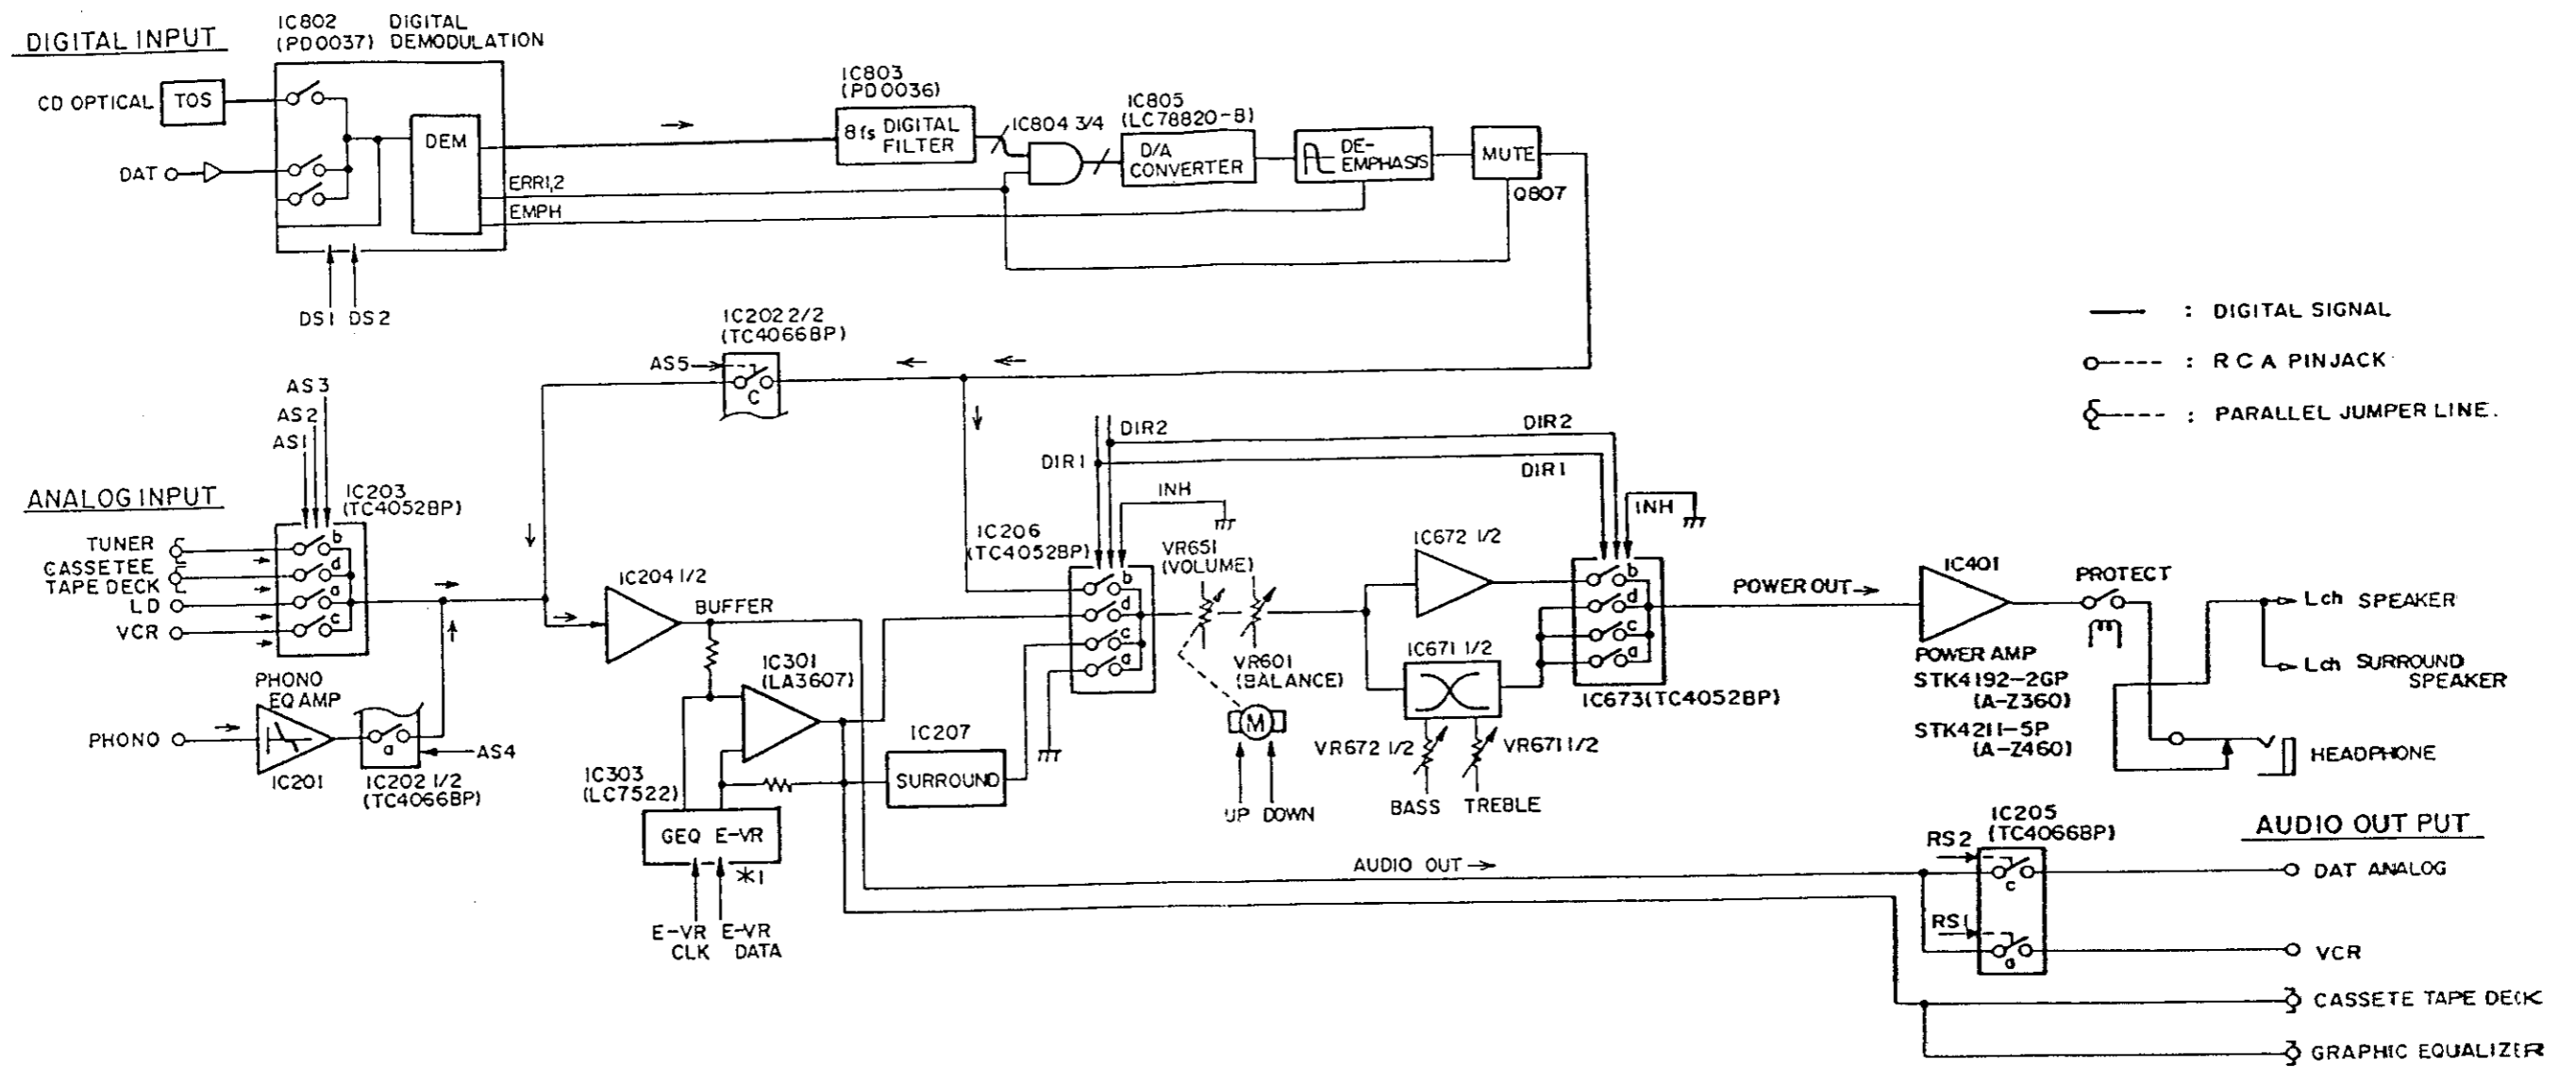 DIGITAL INPUT
IC802
(PD0037)
DIGITAL
DEMODULATION
CD OPTICAL
TOS
DAT
DEM
ERR1,2
EMPH
DS1 DS2
IC803
(PD0036)
8fs DIGITAL
FILTER
IC804 3/4
IC805
(LC78820-B)
D/A
CONVERTER
DE-
EMPHASIS
MUTE
Q807
: DIGITAL SIGNAL
: RCA PINJACK
: PARALLEL JUMPER LINE.
IC202 2/2
(TC4066BP)
AS5
C
AS3
AS2
AS1
ANALOG INPUT
IC203
(TC4052BP)
TUNER
CASSETEE
TAPE DECK
LD
VCR
b
d
a
c
PHONO
EQ AMP
PHONO
IC201
a
AS4
IC202 1/2
(TC4066BP)
IC204 1/2
BUFFER
IC301
(LA3607)
IC303
(LC7522)
GEQ E-VR
*1
E-VR
CLK
E-VR
DATA
IC207
SURROUND
DIR2
DIR1
INH
IC206
(TC4052BP)
b
d
c
a
VR651
(VOLUME)
VR601
(BALANCE)
M
UP DOWN
DIR2
DIR1
INH
IC672 1/2
IC671 1/2
b
d
c
a
IC673(TC4052BP)
VR672 1/2
VR671 1/2
BASS TREBLE
POWER OUT
IC401
POWER AMP
STK4192-2GP
(A-Z360)
STK4211-5P
(A-Z460)
PROTECT
Lch SPEAKER
Lch SURROUND
SPEAKER
HEADPHONE
AUDIO OUT
IC205
(TC4066BP)
RS2
c
RS1
a
AUDIO OUT PUT
DAT ANALOG
VCR
CASSETE TAPE DECK
GRAPHIC EQUALIZER